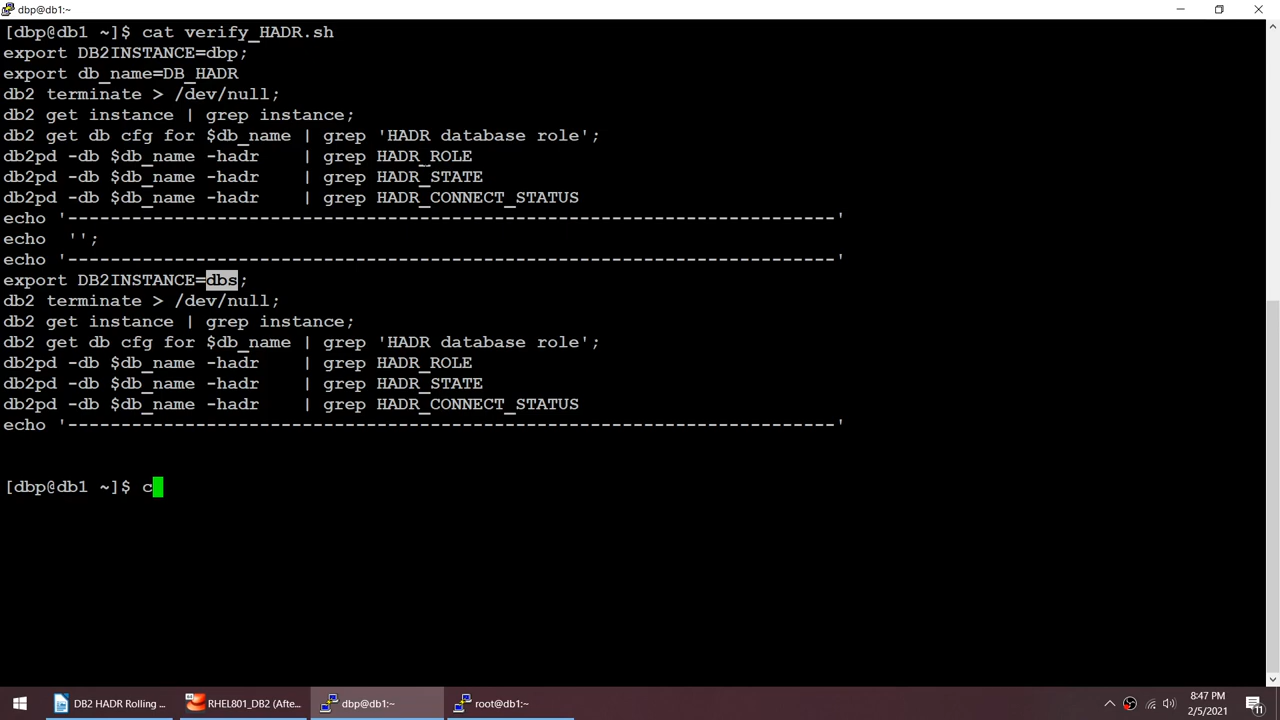 dbp@db1:~
[dbp@db1 ~]$ cat verify_HADR.sh
export DB2INSTANCE=dbp;
export db_name=DB_HADR
db2 terminate > /dev/null;
db2 get instance | grep instance;
db2 get db cfg for $db_name | grep 'HADR database role';
db2pd -db $db_name -hadr    | grep HADR_ROLE
db2pd -db $db_name -hadr    | grep HADR_STATE
db2pd -db $db_name -hadr    | grep HADR_CONNECT_STATUS
echo '------------------------------------------------------------------------'
echo  '';
echo '------------------------------------------------------------------------'
export DB2INSTANCE=dbs;
db2 terminate > /dev/null;
db2 get instance | grep instance;
db2 get db cfg for $db_name | grep 'HADR database role';
db2pd -db $db_name -hadr    | grep HADR_ROLE
db2pd -db $db_name -hadr    | grep HADR_STATE
db2pd -db $db_name -hadr    | grep HADR_CONNECT_STATUS
echo '------------------------------------------------------------------------'
[dbp@db1 ~]$ c
DB2 HADR Rolling ... RHEL801_DB2 (Afte... dbp@db1:~ root@db1:~ 8:47 PM
2/5/2021 11